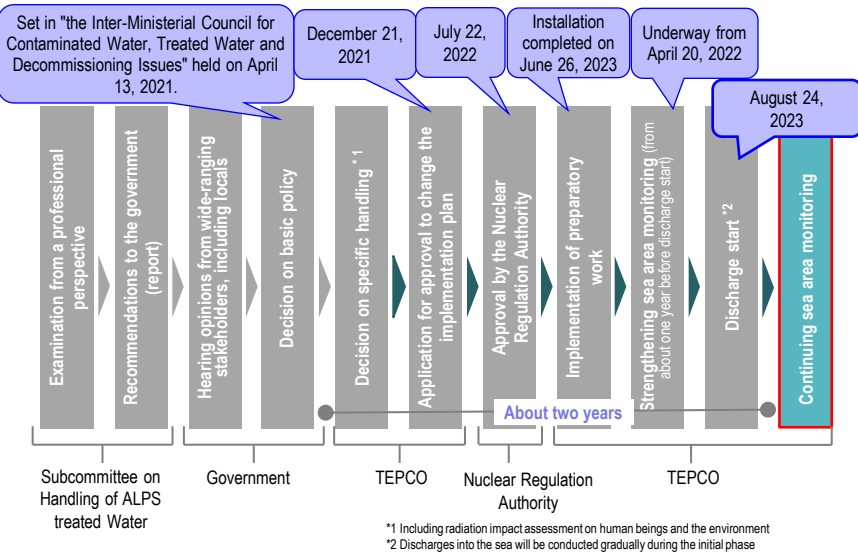 Set in "the Inter-Ministerial Council for
Contaminated Water, Treated Water and
Decommissioning Issues" held on April
13, 2021.
December 21,
2021
July 22,
2022
Installation
completed on
June 26, 2023
Underway from
April 20, 2022
August 24,
2023
Examination from a professional
perspective
Recommendations to the government
(report)
Hearing opinions from wide-ranging
stakeholders, including locals
Decision on basic policy
Decision on specific handling *1
Application for approval to change the
implementation plan
Approval by the Nuclear
Regulation Authority
Implementation of preparatory
work
Strengthening sea area monitoring (from
about one year before discharge start)
Discharge start *2
Continuing sea area monitoring
About two years
Subcommittee on
Handling of ALPS
treated Water
Government
TEPCO
Nuclear Regulation
Authority
TEPCO
*1 Including radiation impact assessment on human beings and the environment
*2 Discharges into the sea will be conducted gradually during the initial phase